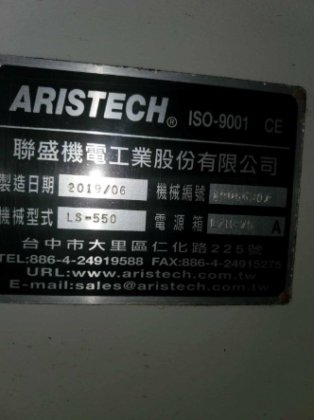 ARISTECH® ISO-9001 CE
聯盛機電工業股份有限公司
製造日期 2019/06 機械編號
機械型式 LS-550 電源箱 A
台中市大里區仁化路225號
TEL:886-4-24919588 FAX:886-4-24915275
URL:www.aristech.com.tw
E-mail:sales@aristech.com.tw